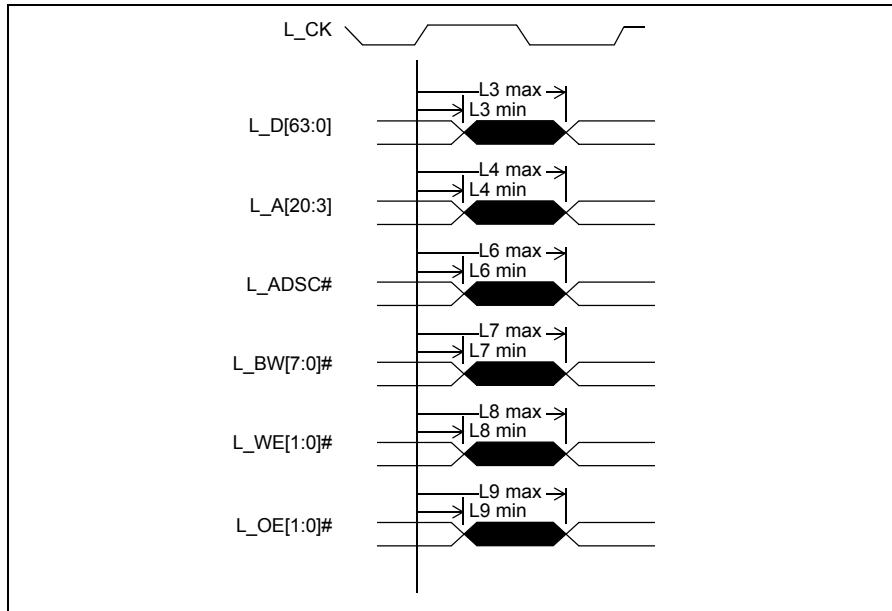 L_CK
L3 max
L3 min
L_D[63:0]
L4 max
L4 min
L_A[20:3]
L6 max
L6 min
L_ADSC#
L7 max
L7 min
L_BW[7:0]#
L8 max
L8 min
L_WE[1:0]#
L9 max
L9 min
L_OE[1:0]#